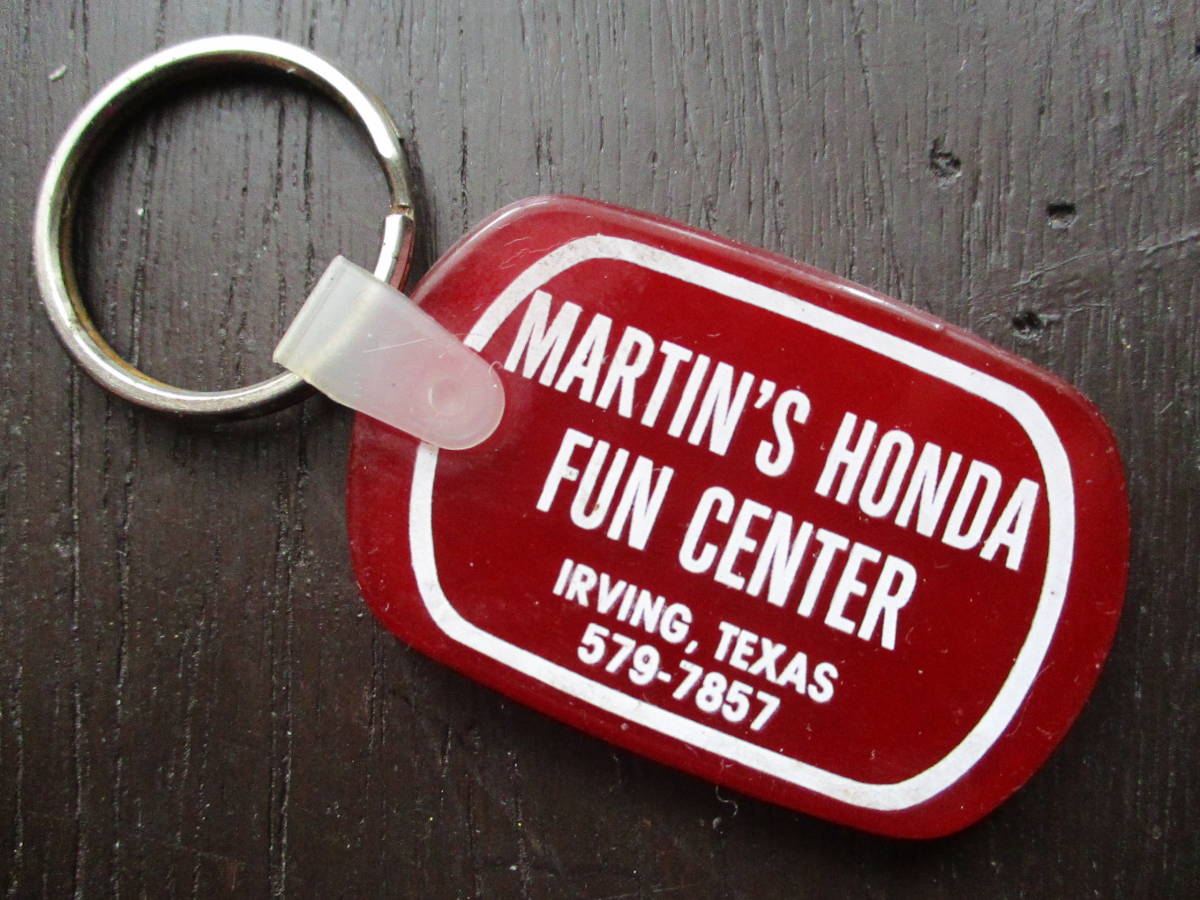 MARTIN'S HONDA
FUN CENTER
IRVING, TEXAS
579-7857